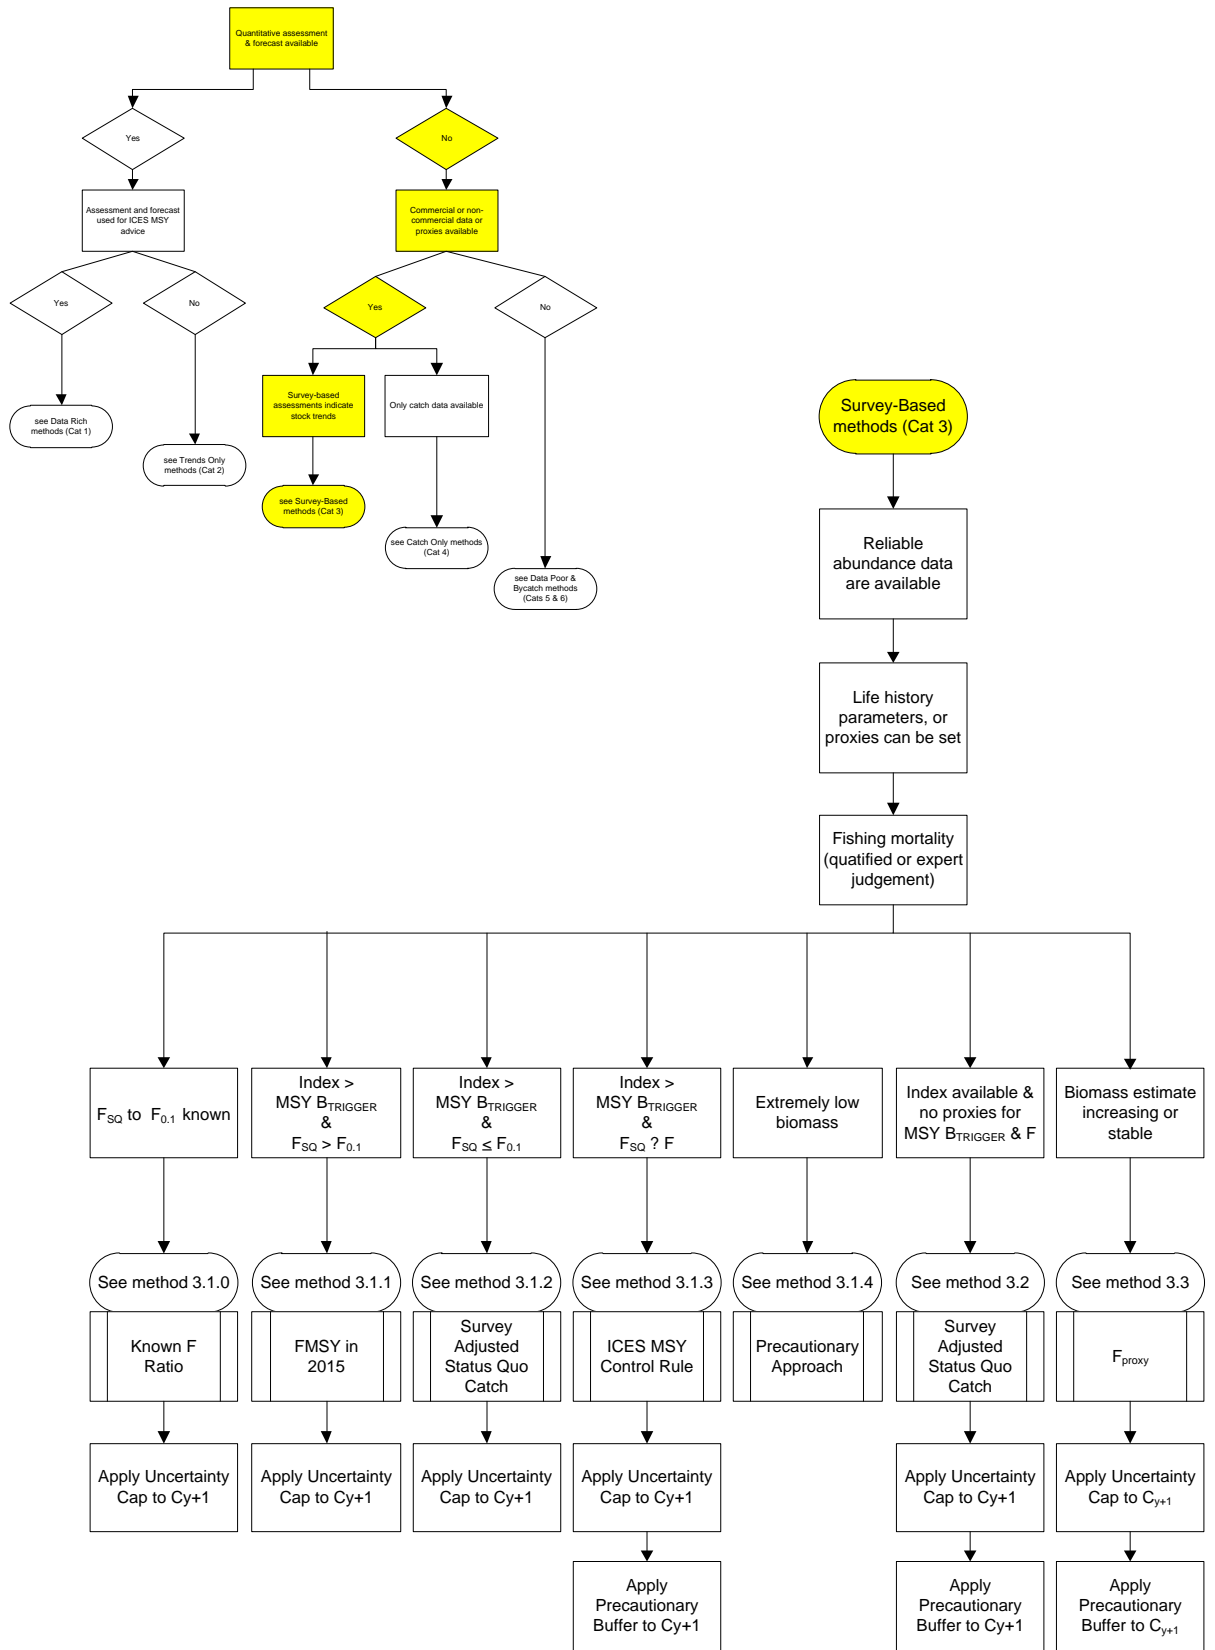 Quantitative assessment
& forecast available
Yes
No
Assessment and forecast
used for ICES MSY
advice
Commercial or non-
commercial data or
proxies available
Yes
No
Yes
No
Survey-based
assessments indicate
stock trends
Only catch data available
see Data Rich
methods (Cat 1)
see Trends Only
methods (Cat 2)
see Survey-Based
methods (Cat 3)
see Catch Only methods
(Cat 4)
see Data Poor &
Bycatch methods
(Cats 5 & 6)
Survey-Based
methods (Cat 3)
Reliable
abundance data
are available
Life history
parameters, or
proxies can be set
Fishing mortality
(quatified or expert
judgement)
FSQ to F0.1 known
Index >
MSY BTRIGGER
&
FSQ > F0.1
Index >
MSY BTRIGGER
&
FSQ ≤ F0.1
Index >
MSY BTRIGGER
&
FSQ ? F
Extremely low
biomass
Index available &
no proxies for
MSY BTRIGGER & F
Biomass estimate
increasing or
stable
See method 3.1.0
See method 3.1.1
See method 3.1.2
See method 3.1.3
See method 3.1.4
See method 3.2
See method 3.3
Known F
Ratio
FMSY in
2015
Survey
Adjusted
Status Quo
Catch
ICES MSY
Control Rule
Precautionary
Approach
Survey
Adjusted
Status Quo
Catch
Fproxy
Apply Uncertainty
Cap to Cy+1
Apply Uncertainty
Cap to Cy+1
Apply Uncertainty
Cap to Cy+1
Apply Uncertainty
Cap to Cy+1
Apply Uncertainty
Cap to Cy+1
Apply Uncertainty
Cap to Cy+1
Apply
Precautionary
Buffer to Cy+1
Apply
Precautionary
Buffer to Cy+1
Apply
Precautionary
Buffer to Cy+1